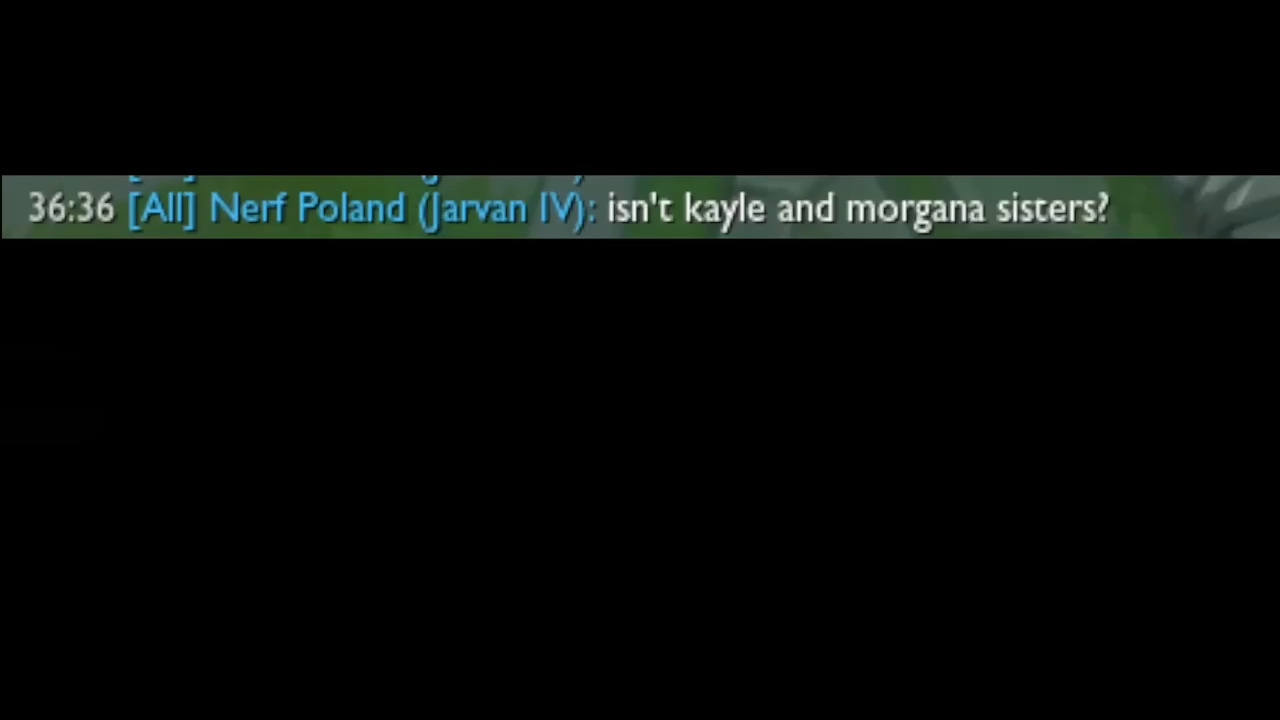 36:36 [All] Nerf Poland (Jarvan IV): isn't kayle and morgana sisters?